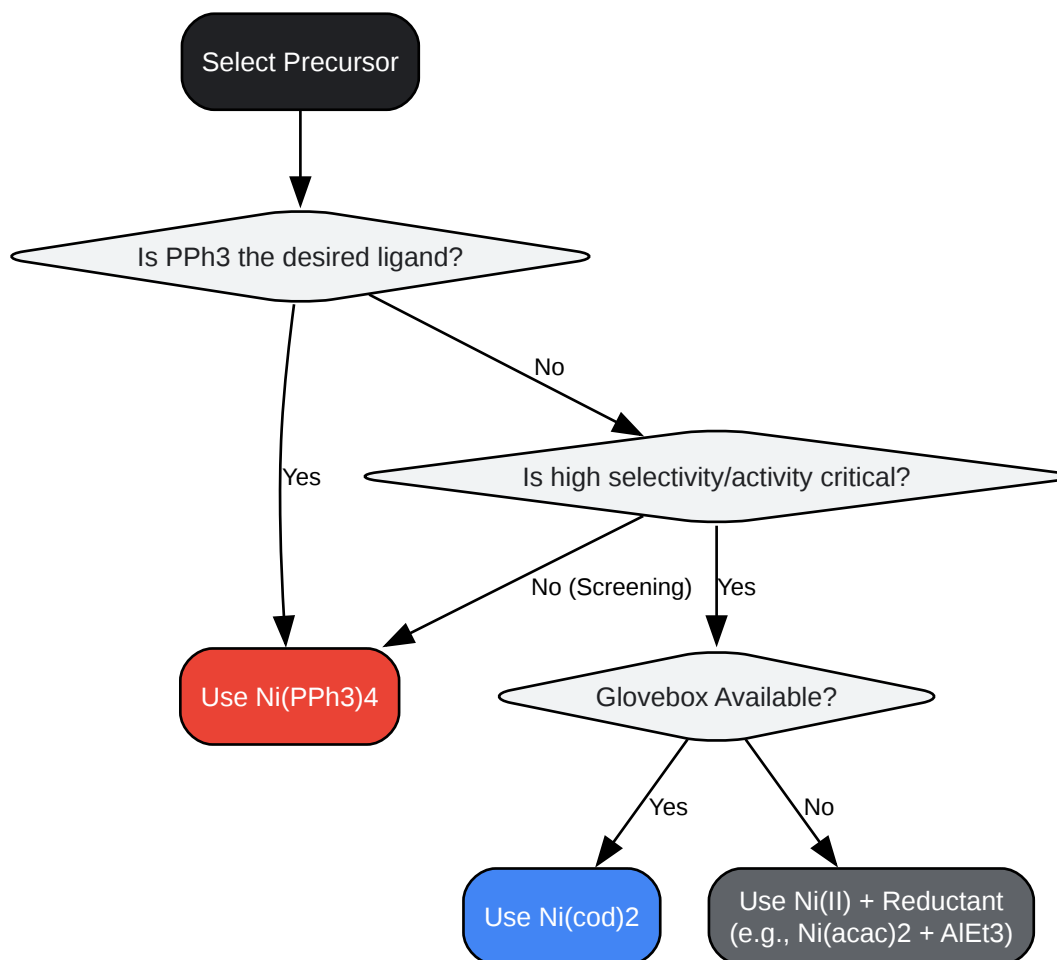 Select Precursor
Is PPh3 the desired ligand?
No
Is high selectivity/activity critical?
Yes
No (Screening)
Yes
Use Ni(PPh3)4
Glovebox Available?
Yes
No
Use Ni(cod)2
Use Ni(II) + Reductant
(e.g., Ni(acac)2 + AlEt3)